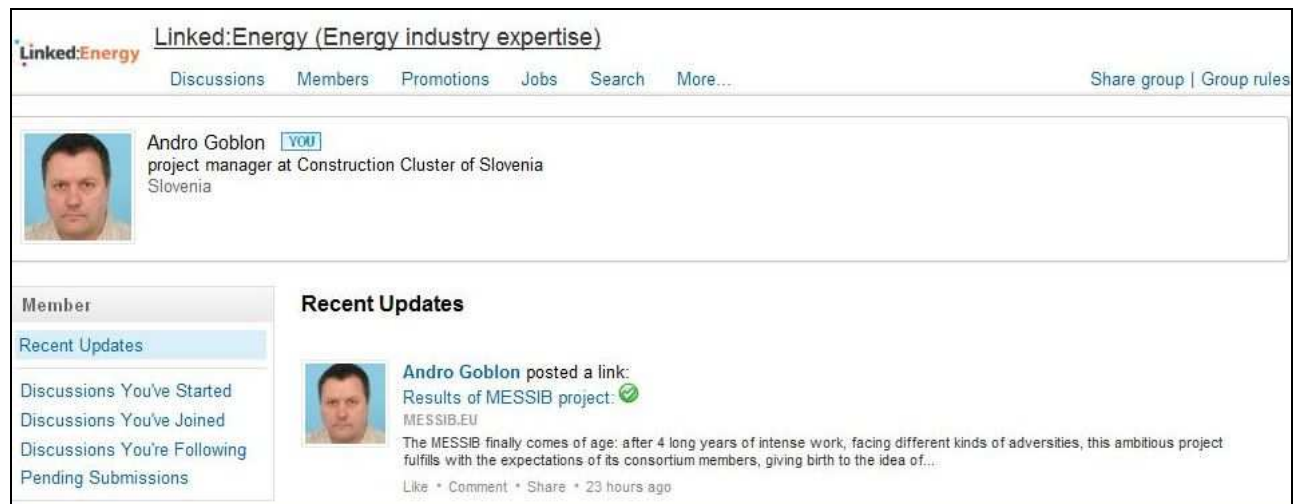 Linked:Energy
Linked:Energy (Energy industry expertise)
Discussions Members Promotions Jobs Search More... Share group | Group rules
Andro Goblon YOU
project manager at Construction Cluster of Slovenia
Slovenia
Member
Recent Updates
Discussions You've Started
Discussions You've Joined
Discussions You're Following
Pending Submissions
Recent Updates
Andro Goblon posted a link:
Results of MESSIB project:
MESSIB.EU
The MESSIB finally comes of age: after 4 long years of intense work, facing different kinds of adversities, this ambitious project
fulfills with the expectations of its consortium members, giving birth to the idea of...
Like * Comment * Share * 23 hours ago